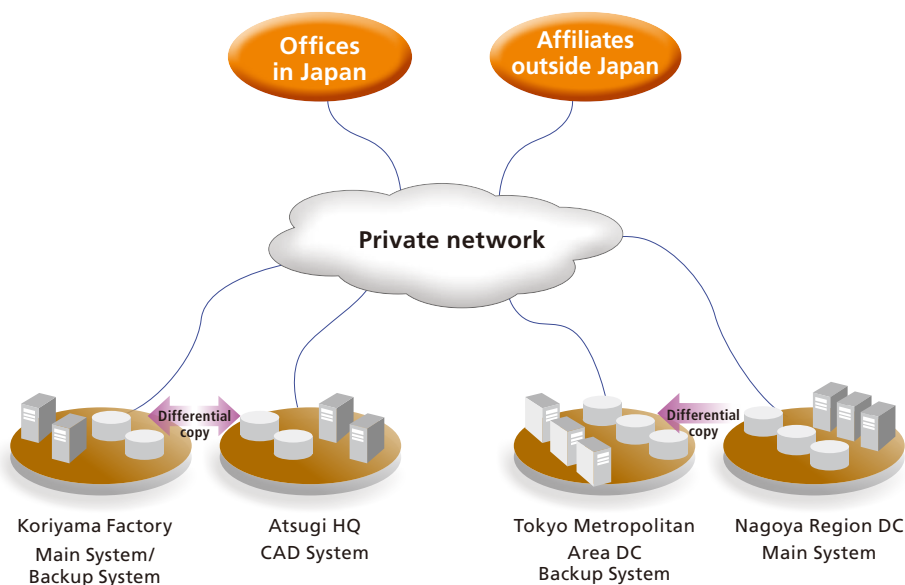 Offices
in Japan
Affiliates
outside Japan
Private network
Differential
copy
Differential
copy
Koriyama Factory
Main System/
Backup System
Atsugi HQ
CAD System
Tokyo Metropolitan
Area DC
Backup System
Nagoya Region DC
Main System